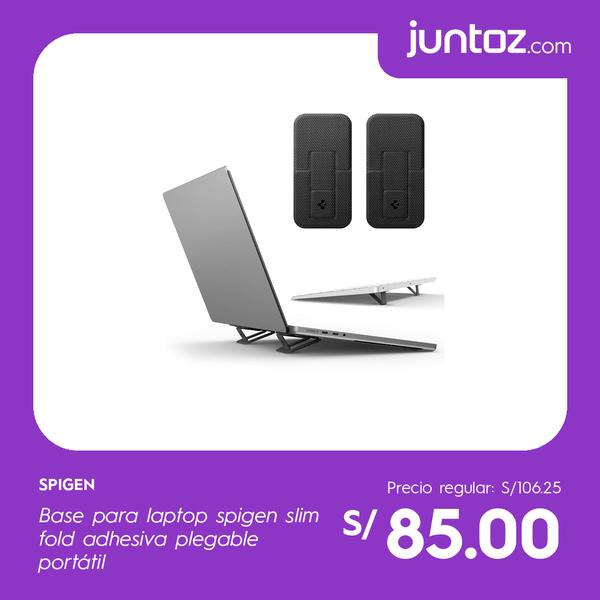 juntoz.com
SPIGEN
Base para laptop spigen slim
fold adhesiva plegable
portátil
Precio regular: S/106.25
S/ 85.00